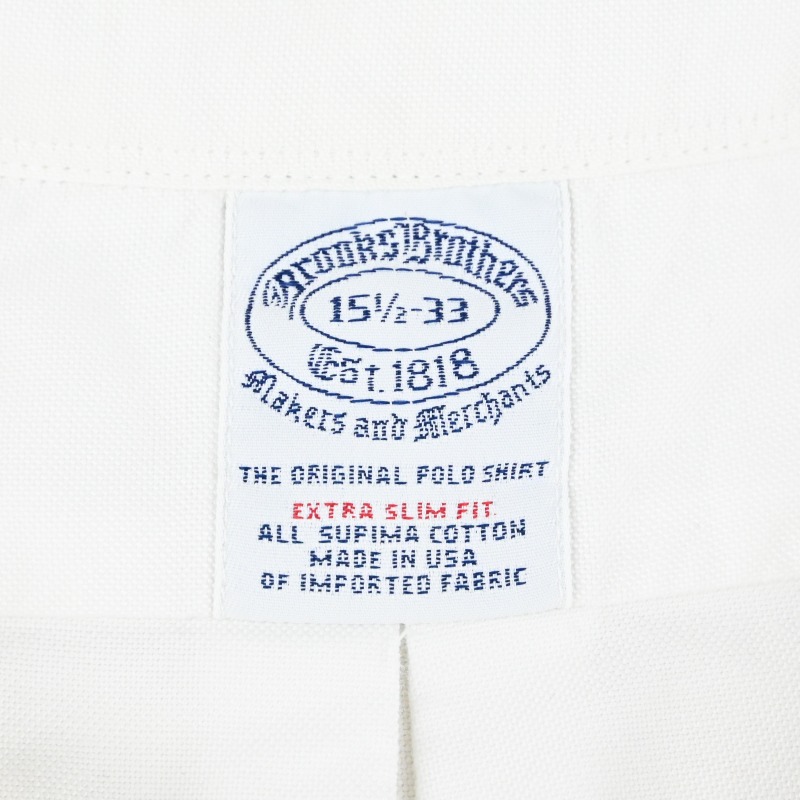 Brooks Brothers
15½-33
Est. 1818
Makers and Merchants
THE ORIGINAL POLO SHIRT
EXTRA SLIM FIT
ALL SUPIMA COTTON
MADE IN USA
OF IMPORTED FABRIC